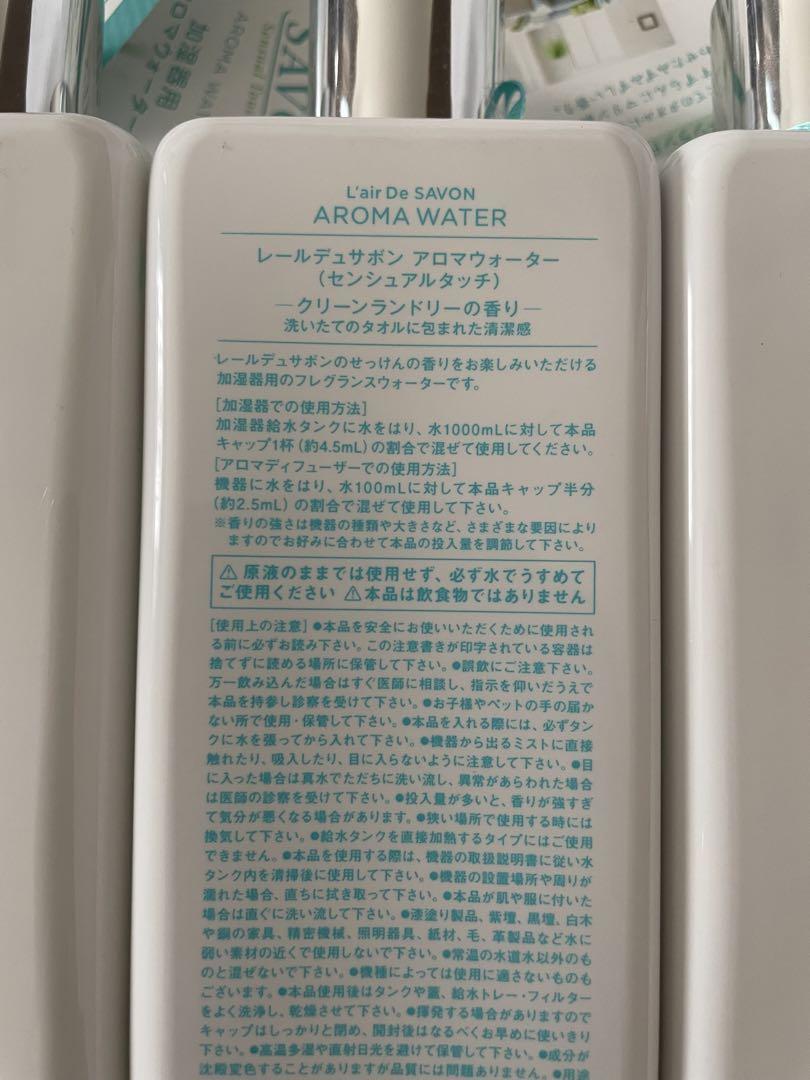 加湿器用
アロマウォーター
AROMA WA
SAVO
Sensual Tou
L'air De SAVON
AROMA WATER
レールデュサボン アロマウォーター
（センシュアルタッチ）
―クリーンランドリーの香り―
洗いたてのタオルに包まれた清潔感
レールデュサボンのせっけんの香りをお楽しみいただける
加湿器用のフレグランスウォーターです。
［加湿器での使用方法］
加湿器給水タンクに水をはり、水1000mLに対して本品
キャップ1杯（約4.5mL）の割合で混ぜて使用してください。
［アロマディフューザーでの使用方法］
機器に水をはり、水100mLに対して本品キャップ半分
（約2.5mL）の割合で混ぜて使用して下さい。
※香りの強さは機器の種類や大きさなど、さまざまな要因により
ますのでお好みに合わせて本品の投入量を調節して下さい。
⚠原液のままでは使用せず、必ず水でうすめて
ご使用ください ⚠本品は飲食物ではありません
［使用上の注意］●本品を安全にお使いいただくために使用され
る前に必ずお読み下さい。この注意書きが印字されている容器は
捨てずに読める場所に保管して下さい。●誤飲にご注意下さい。
万一飲み込んだ場合はすぐ医師に相談し、指示を仰いだうえで
本品を持参し診察を受けて下さい。●お子様やペットの手の届か
ない所で使用・保管して下さい。●本品を入れる際には、必ずタン
クに水を張ってから入れて下さい。●機器から出るミストに直接
触れたり、吸入したり、目に入らないように注意して下さい。●目
に入った場合は真水でただちに洗い流し、異常があらわれた場合
は医師の診察を受けて下さい。●投入量が多いと、香りが強すぎ
て気分が悪くなる場合があります。●狭い場所で使用する時には
換気して下さい。●給水タンクを直接加熱するタイプにはご使用
できません。●本品を使用する際は、機器の取扱説明書に従い水
タンク内を清掃後に使用して下さい。●機器の設置場所や周りが
濡れた場合、直ちに拭き取って下さい。●本品が肌や服に付いた
場合は直ぐに洗い流して下さい。●漆塗り製品、紫壇、黒壇、白木
や銅の家具、精密機械、照明器具、紙材、毛、革製品など水に
弱い素材の近くで使用しないで下さい。●常温の水道水以外のも
のと混ぜないで下さい。●機種によっては使用に適さないものも
ございます。●本品使用後はタンクや蓋、給水トレー・フィルター
をよく洗浄し、乾燥させて下さい。●揮発する場合がありますので
キャップはしっかりと閉め、開封後はなるべくお早めに使いきり
下さい。●高温多湿や直射日光を避けて保管して下さい。●成分が
沈殿変色することがありますが品質には問題ありません。●用途